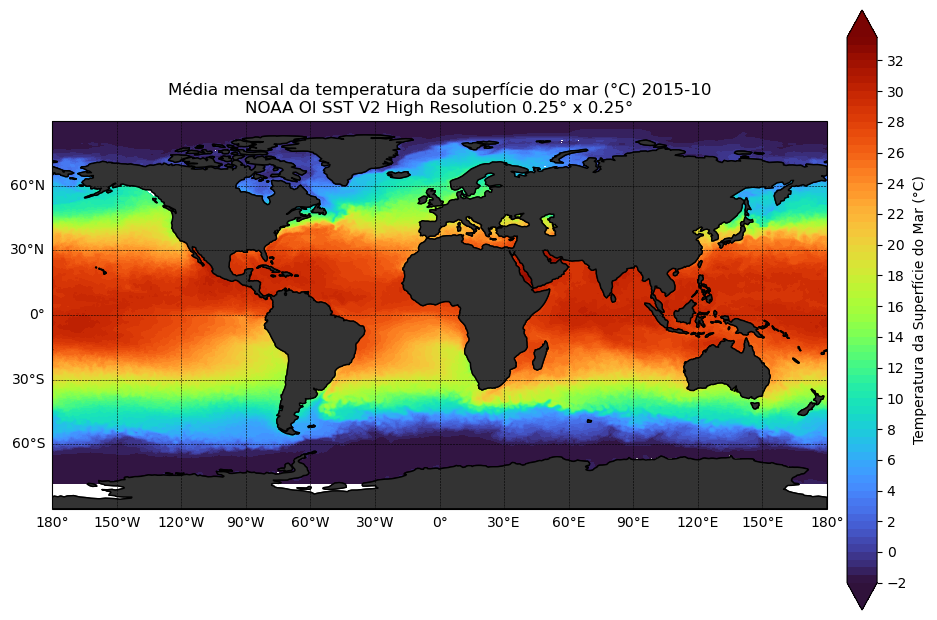 Média mensal da temperatura da superfície do mar (°C) 2015-10
NOAA OI SST V2 High Resolution 0.25° x 0.25°
60°N
30°N
0°
30°S
60°S
180°
150°W
120°W
90°W
60°W
30°W
0°
30°E
60°E
90°E
120°E
150°E
180°
32
30
28
26
24
22
20
18
16
14
12
10
8
6
4
2
0
−2
Temperatura da Superfície do Mar (°C)